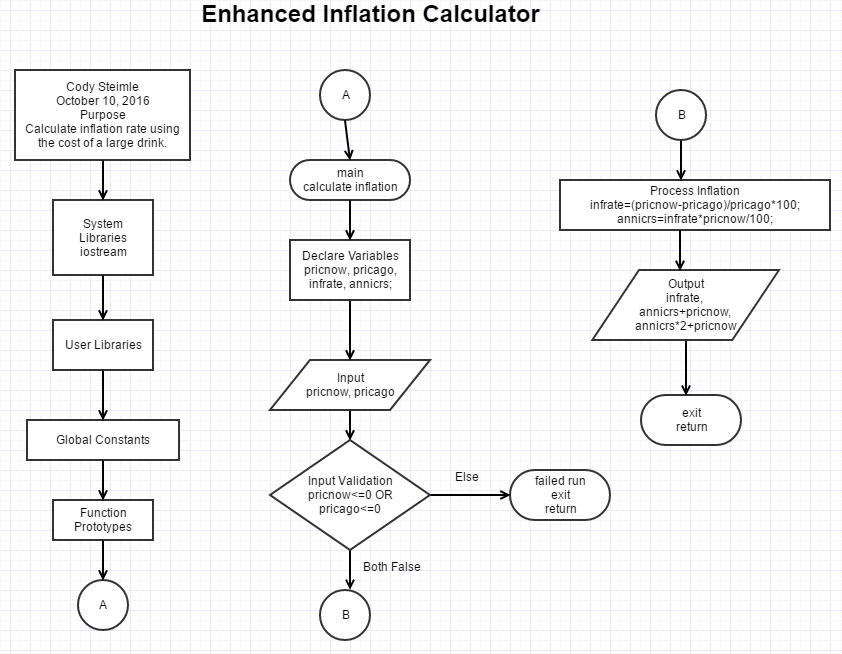 Enhanced Inflation Calculator
Cody Steimle
October 10, 2016
Purpose
Calculate inflation rate using
the cost of a large drink.
System
Libraries
iostream
User Libraries
Global Constants
Function
Prototypes
A
A
main
calculate inflation
Declare Variables
pricnow, pricago,
infrate, annicrs;
Input
pricnow, pricago
Input Validation
pricnow<=0 OR
pricago<=0
Else
failed run
exit
return
Both False
B
B
Process Inflation
infrate=(pricnow-pricago)/pricago*100;
annicrs=infrate*pricnow/100;
Output
infrate,
annicrs+pricnow,
annicrs*2+pricnow
exit
return